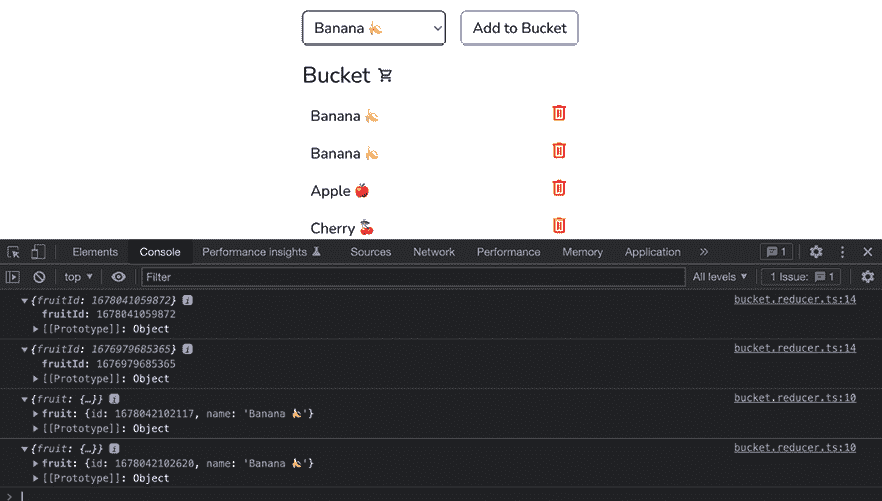 Banana 🍌 Add to Bucket
Bucket
Banana 🍌
Banana 🍌
Apple 🍎
Cherry 🍒
Elements Console Performance insights Sources Network Performance Memory Application » 1
top ▼ Filter All levels ▼ 1 Issue: 1
▼{fruitId: 1678041059872} i bucket.reducer.ts:14
fruitId: 1678041059872
▶[[Prototype]]: Object
▼{fruitId: 1676979685365} i bucket.reducer.ts:14
fruitId: 1676979685365
▶[[Prototype]]: Object
▼{fruit: {…}} i bucket.reducer.ts:10
▶fruit: {id: 1678042102117, name: 'Banana 🍌'}
▶[[Prototype]]: Object
▼{fruit: {…}} i bucket.reducer.ts:10
▶fruit: {id: 1678042102620, name: 'Banana 🍌'}
▶[[Prototype]]: Object
>